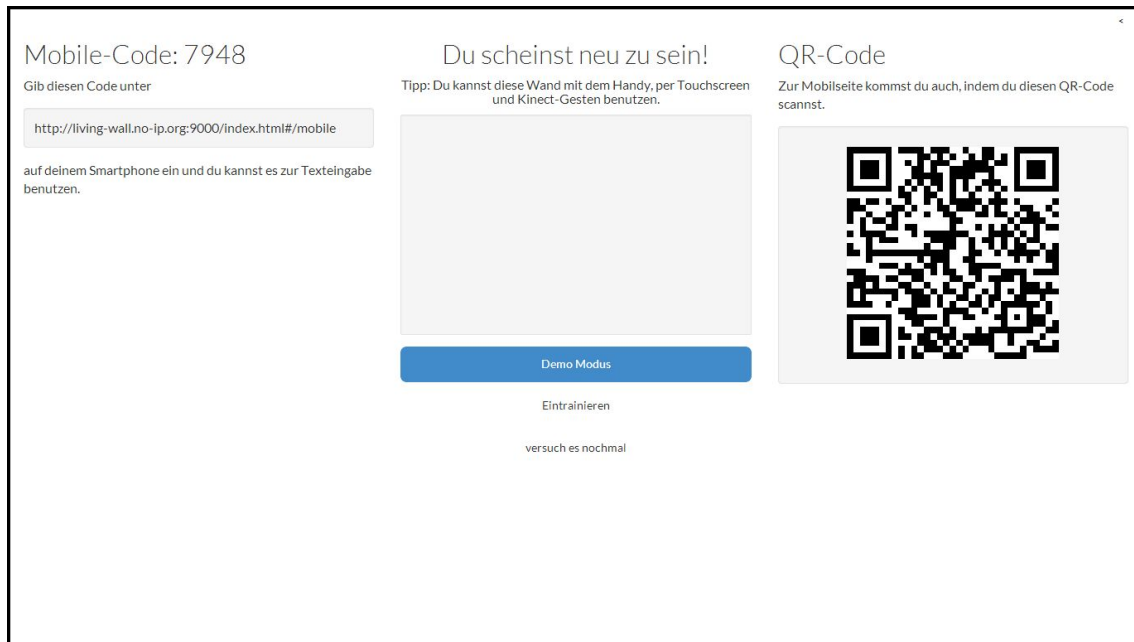 <
Mobile-Code: 7948
Gib diesen Code unter
http://living-wall.no-ip.org:9000/index.html#/mobile
auf deinem Smartphone ein und du kannst es zur Texteingabe
benutzen.
Du scheinst neu zu sein!
Tipp: Du kannst diese Wand mit dem Handy, per Touchscreen
und Kinect-Gesten benutzen.
Demo Modus
Eintrainieren
versuch es nochmal
QR-Code
Zur Mobilseite kommst du auch, indem du diesen QR-Code
scannst.